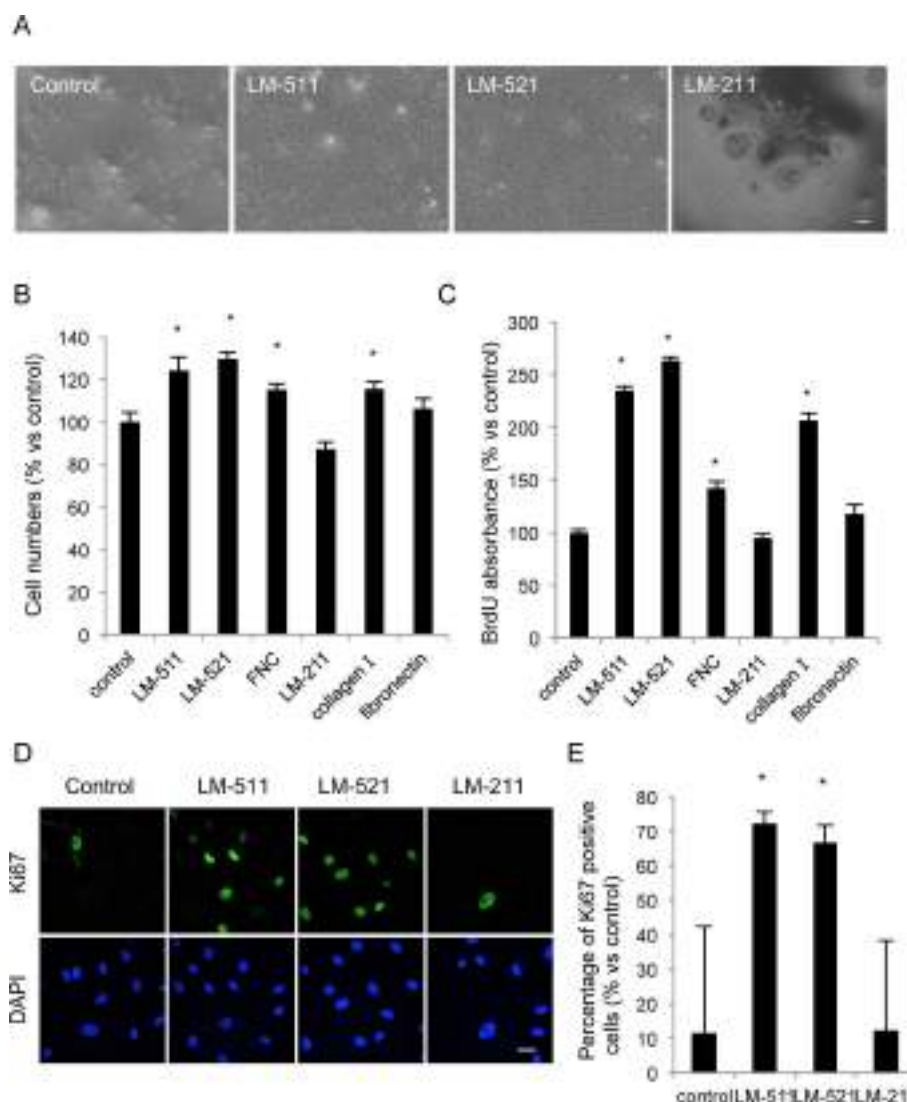 A
Control LM-511 LM-521 LM-211
B
Cell numbers (% vs control)
140
120
100
80
60
40
20
0
* * * *
control LM-511 LM-521 FNC LM-211 collagen I fibronectin
C
BrdU absorbance (% vs control)
300
250
200
150
100
50
0
* * * *
control LM-511 LM-521 FNC LM-211 collagen I fibronectin
D
Control LM-511 LM-521 LM-211
Ki67
DAPI
E
Percentage of Ki67 positive
cells (% vs control)
80
70
60
50
40
30
20
10
0
* *
control LM-511 LM-521 LM-21